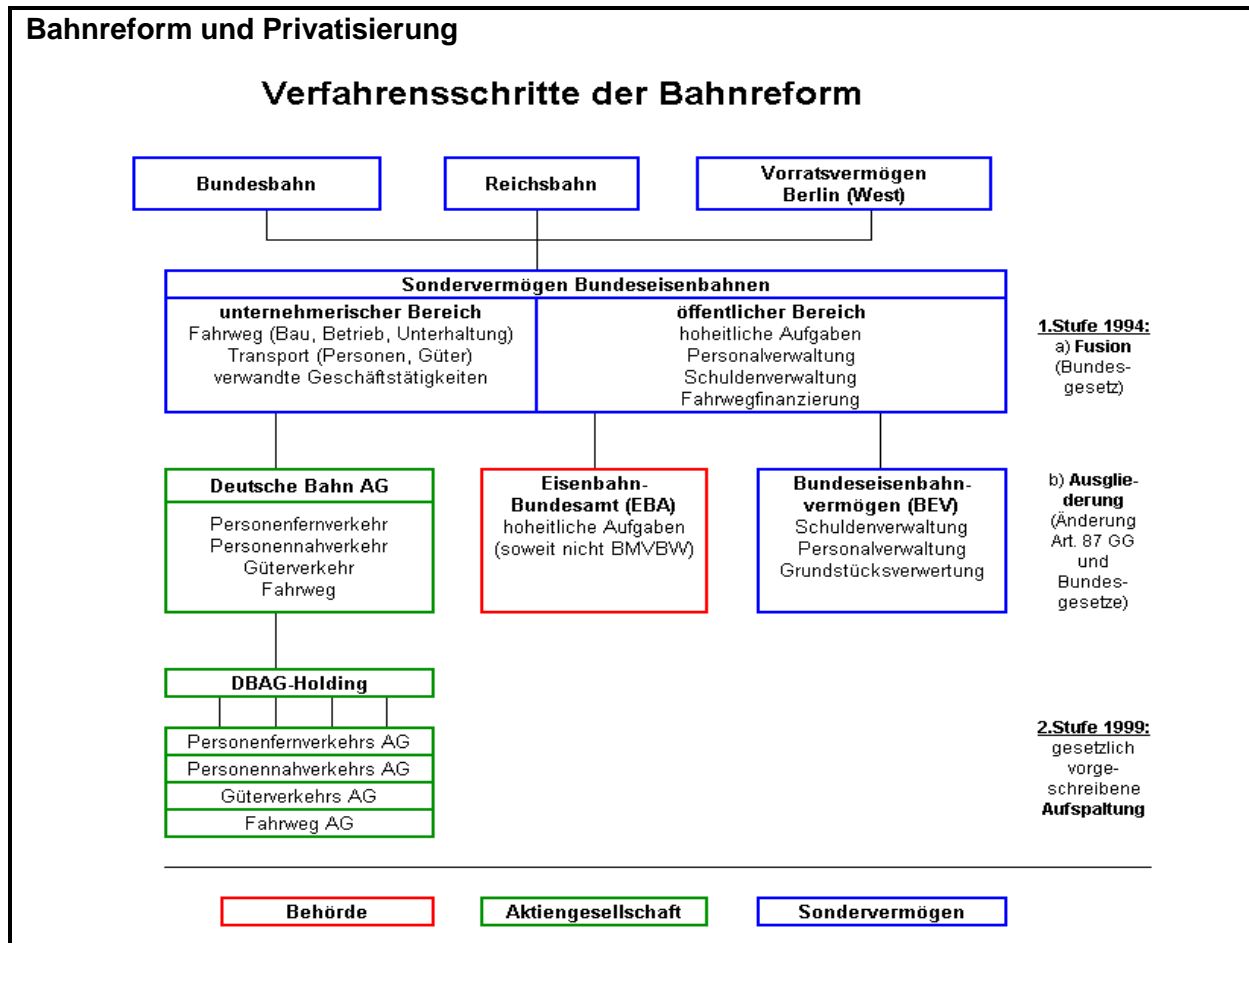 Bahnreform und Privatisierung
Verfahrensschritte der Bahnreform
Bundesbahn
Reichsbahn
Vorratsvermögen
Berlin (West)
Sondervermögen Bundeseisenbahnen
unternehmerischer Bereich
Fahrweg (Bau, Betrieb, Unterhaltung)
Transport (Personen, Güter)
verwandte Geschäftstätigkeiten
öffentlicher Bereich
hoheitliche Aufgaben
Personalverwaltung
Schuldenverwaltung
Fahrwegfinanzierung
1.Stufe 1994:
a) Fusion
(Bundes-
gesetz)
Deutsche Bahn AG
Personenfernverkehr
Personennahverkehr
Güterverkehr
Fahrweg
Eisenbahn-
Bundesamt (EBA)
hoheitliche Aufgaben
(soweit nicht BMVBW)
Bundeseisenbahn-
vermögen (BEV)
Schuldenverwaltung
Personalverwaltung
Grundstücksverwertung
b) Ausglie-
derung
(Änderung
Art. 87 GG
und
Bundes-
gesetze)
DBAG-Holding
Personenfernverkehrs AG
Personennahverkehrs AG
Güterverkehrs AG
Fahrweg AG
2.Stufe 1999:
gesetzlich
vorge-
schreibene
Aufspaltung
Behörde
Aktiengesellschaft
Sondervermögen